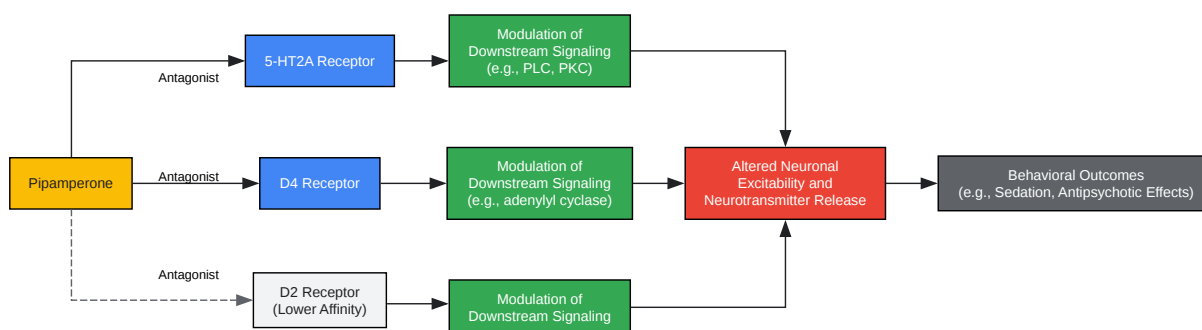 Modulation of
Downstream Signaling
(e.g., PLC, PKC)
5-HT2A Receptor
Antagonist
Pipamperone
Antagonist
D4 Receptor
Modulation of
Downstream Signaling
(e.g., adenylyl cyclase)
Altered Neuronal
Excitability and
Neurotransmitter Release
Behavioral Outcomes
(e.g., Sedation, Antipsychotic Effects)
Antagonist
D2 Receptor
(Lower Affinity)
Modulation of
Downstream Signaling